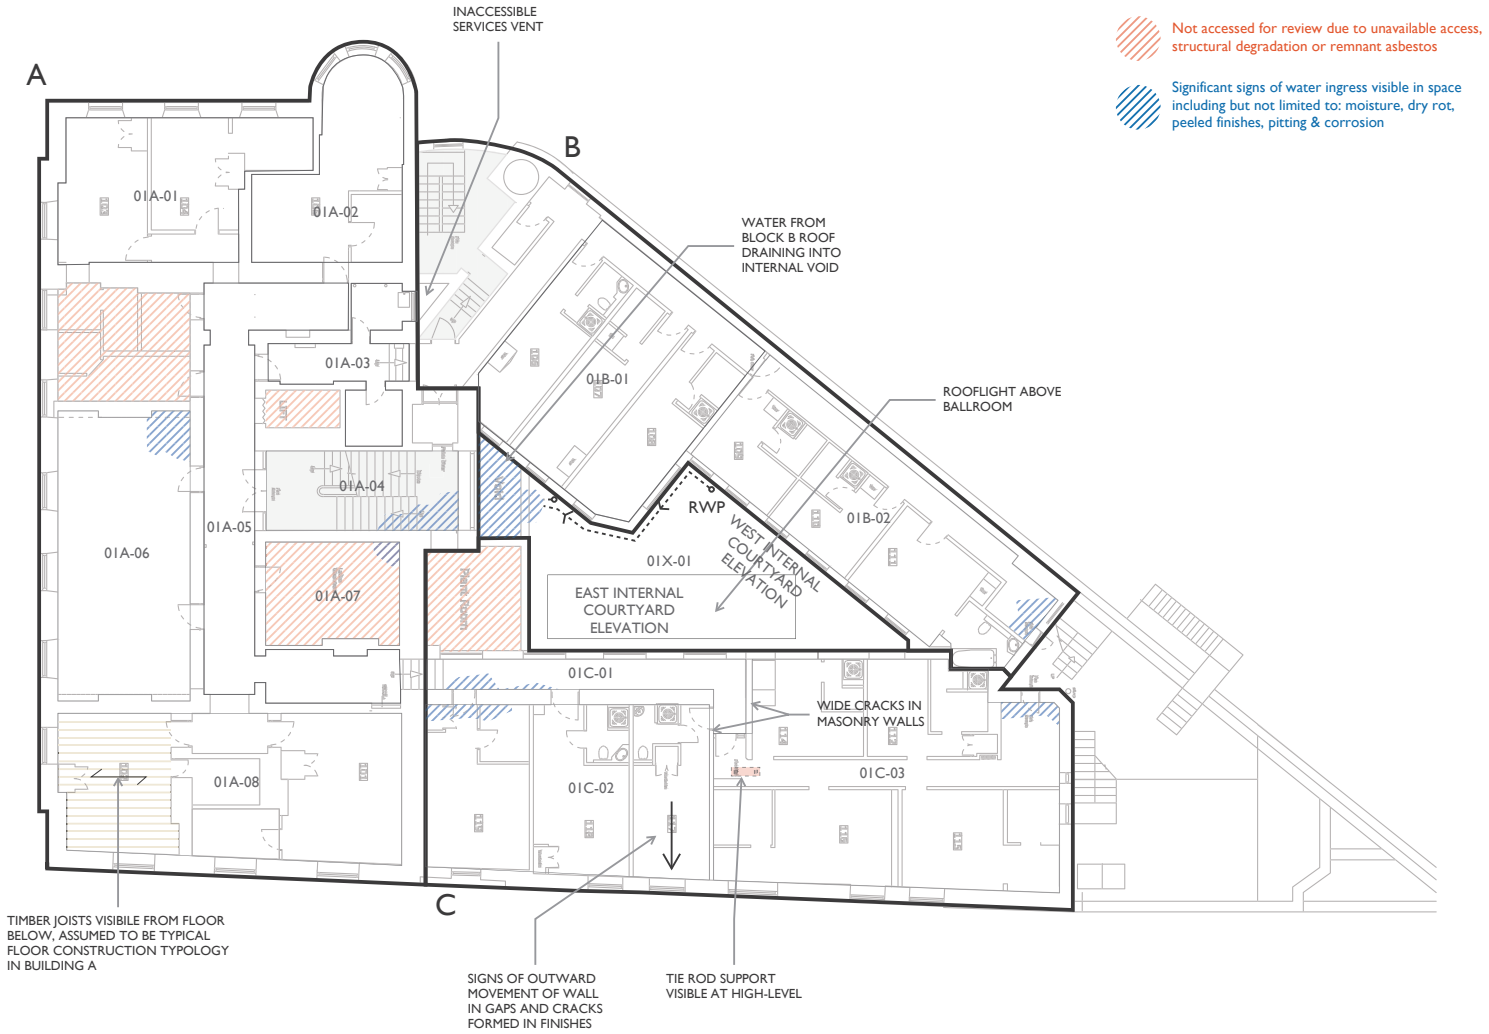 INACCESSIBLE
SERVICES VENT
Not accessed for review due to unavailable access,
structural degradation or remnant asbestos
Significant signs of water ingress visible in space
including but not limited to: moisture, dry rot,
peeled finishes, pitting & corrosion
A
B
WATER FROM
BLOCK B ROOF
DRAINING INTO
INTERNAL VOID
01A-01
01A-02
01A-03
LIFT
01B-01
ROOFLIGHT ABOVE
BALLROOM
01A-04
Void
RWP
01B-02
01A-05
01A-06
WEST INTERNAL
COURTYARD
ELEVATION
01X-01
01A-07
Plant Room
EAST INTERNAL
COURTYARD
ELEVATION
01C-01
WIDE CRACKS IN
MASONRY WALLS
01A-08
01C-02
01C-03
C
TIMBER JOISTS VISIBILE FROM FLOOR
BELOW, ASSUMED TO BE TYPICAL
FLOOR CONSTRUCTION TYPOLOGY
IN BUILDING A
SIGNS OF OUTWARD
MOVEMENT OF WALL
IN GAPS AND CRACKS
FORMED IN FINISHES
TIE ROD SUPPORT
VISIBLE AT HIGH-LEVEL